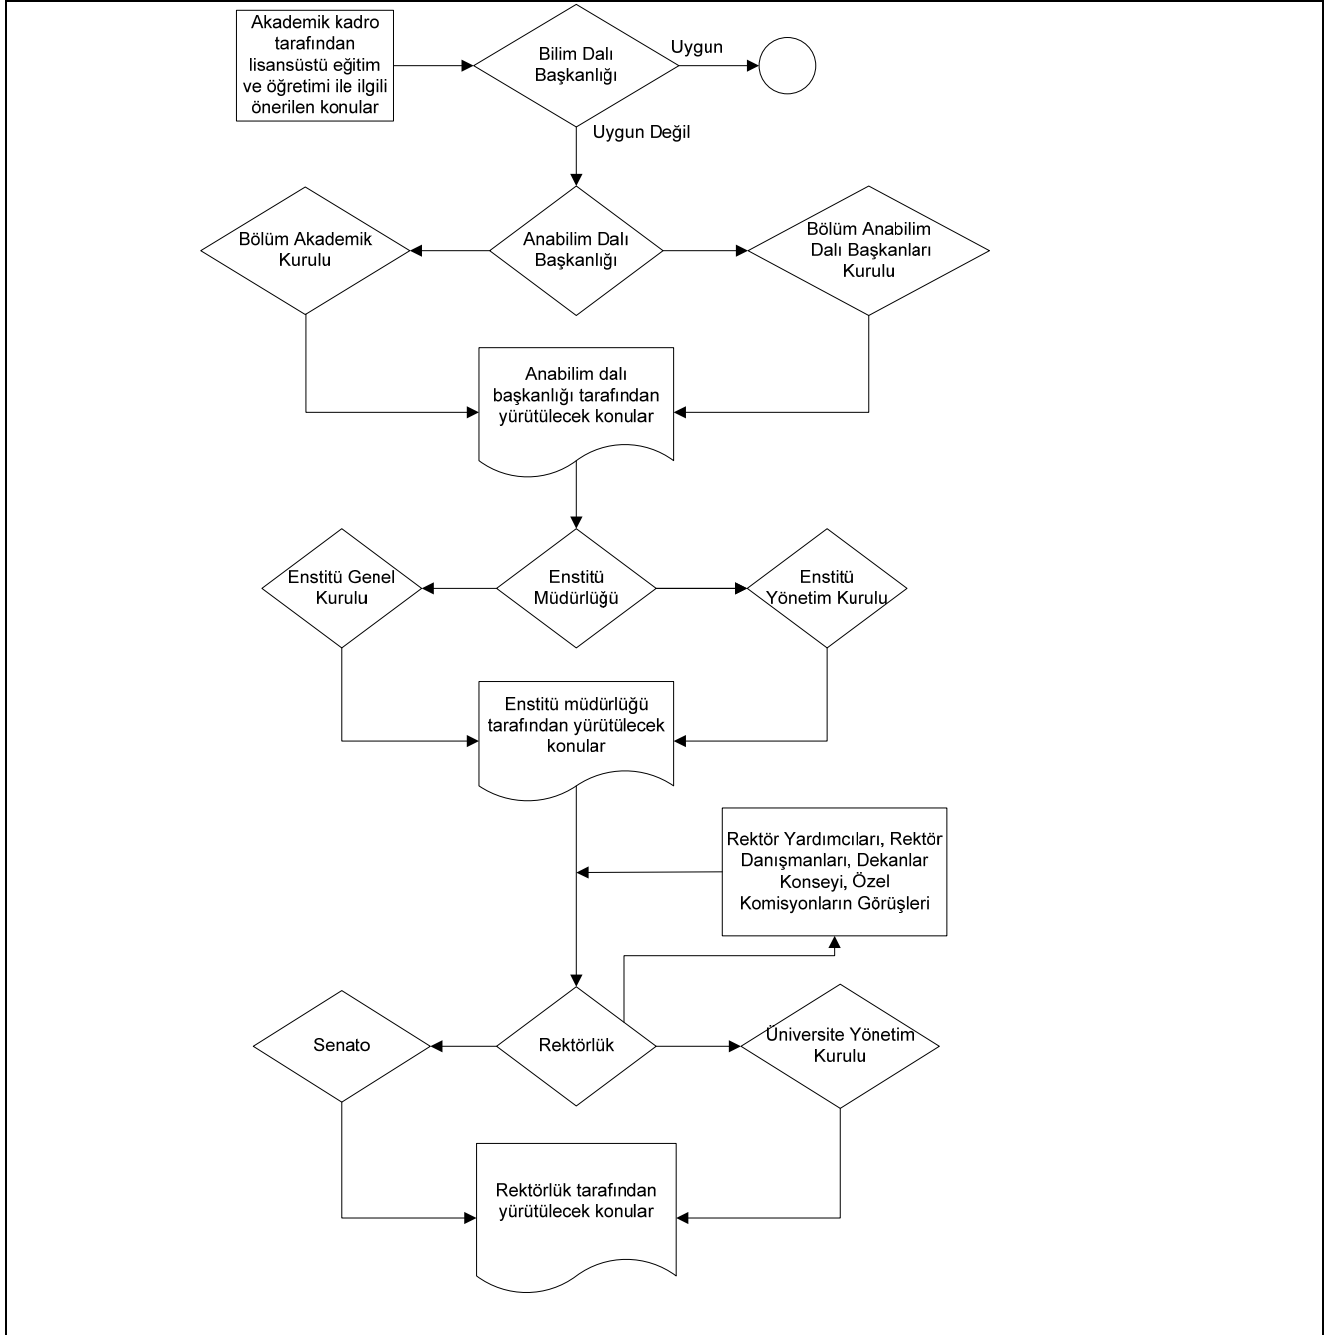 Akademik kadro
tarafından
lisansüstü eğitim
ve öğretimi ile ilgili
önerilen konular
Bilim Dalı
Başkanlığı
Uygun
Uygun Değil
Bölüm Akademik
Kurulu
Anabilim Dalı
Başkanlığı
Bölüm Anabilim
Dalı Başkanları
Kurulu
Anabilim dalı
başkanlığı tarafından
yürütülecek konular
Enstitü Genel
Kurulu
Enstitü
Müdürlüğü
Enstitü
Yönetim Kurulu
Enstitü müdürlüğü
tarafından yürütülecek
konular
Rektör Yardımcıları, Rektör
Danışmanları, Dekanlar
Konseyi, Özel
Komisyonların Görüşleri
Senato
Rektörlük
Üniversite Yönetim
Kurulu
Rektörlük tarafından
yürütülecek konular